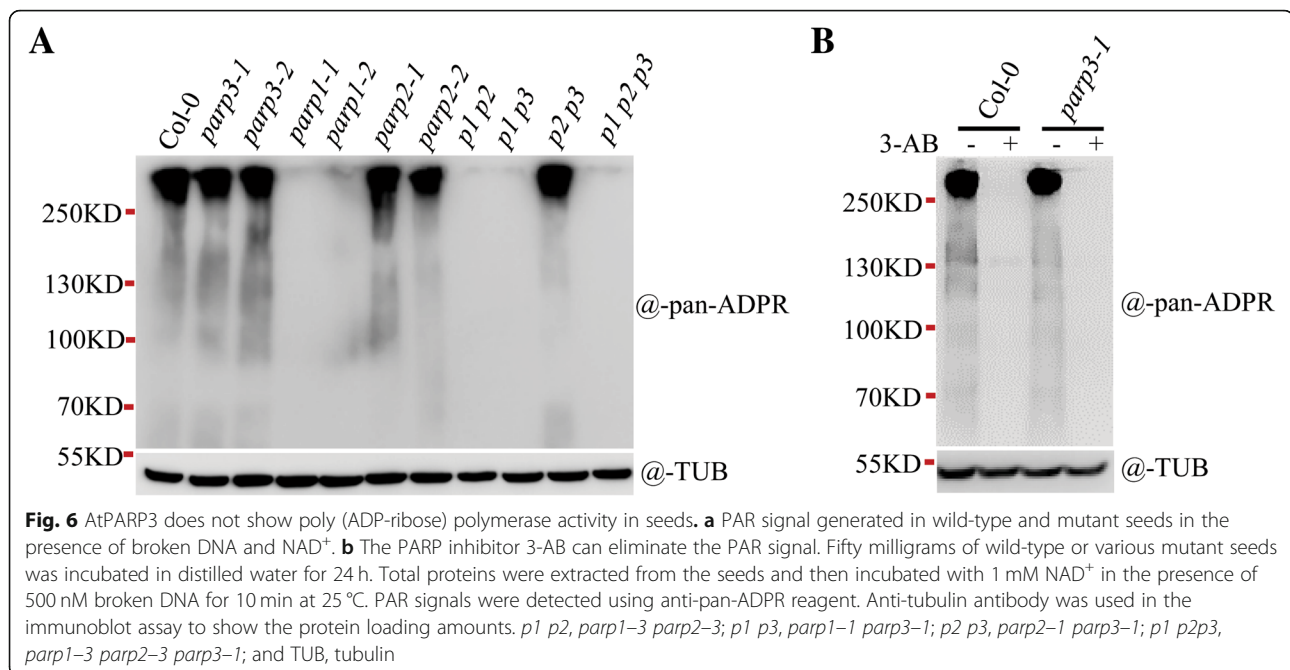 A
Col-0 parp3-1 parp3-2 parp1-1 parp1-2 parp2-1 parp2-2 p1 p2 p1 p3 p2 p3 p1 p2 p3
250KD
130KD
100KD
70KD
55KD
@-pan-ADPR
@-TUB
B
Col-0 parp3-1
3-AB - + - +
250KD
130KD
100KD
70KD
55KD
@-pan-ADPR
@-TUB
Fig. 6 AtPARP3 does not show poly (ADP-ribose) polymerase activity in seeds. a PAR signal generated in wild-type and mutant seeds in the
presence of broken DNA and NAD⁺. b The PARP inhibitor 3-AB can eliminate the PAR signal. Fifty milligrams of wild-type or various mutant seeds
was incubated in distilled water for 24 h. Total proteins were extracted from the seeds and then incubated with 1 mM NAD⁺ in the presence of
500 nM broken DNA for 10 min at 25 °C. PAR signals were detected using anti-pan-ADPR reagent. Anti-tubulin antibody was used in the
immunoblot assay to show the protein loading amounts. p1 p2, parp1–3 parp2–3; p1 p3, parp1–1 parp3–1; p2 p3, parp2–1 parp3–1; p1 p2p3,
parp1–3 parp2–3 parp3–1; and TUB, tubulin